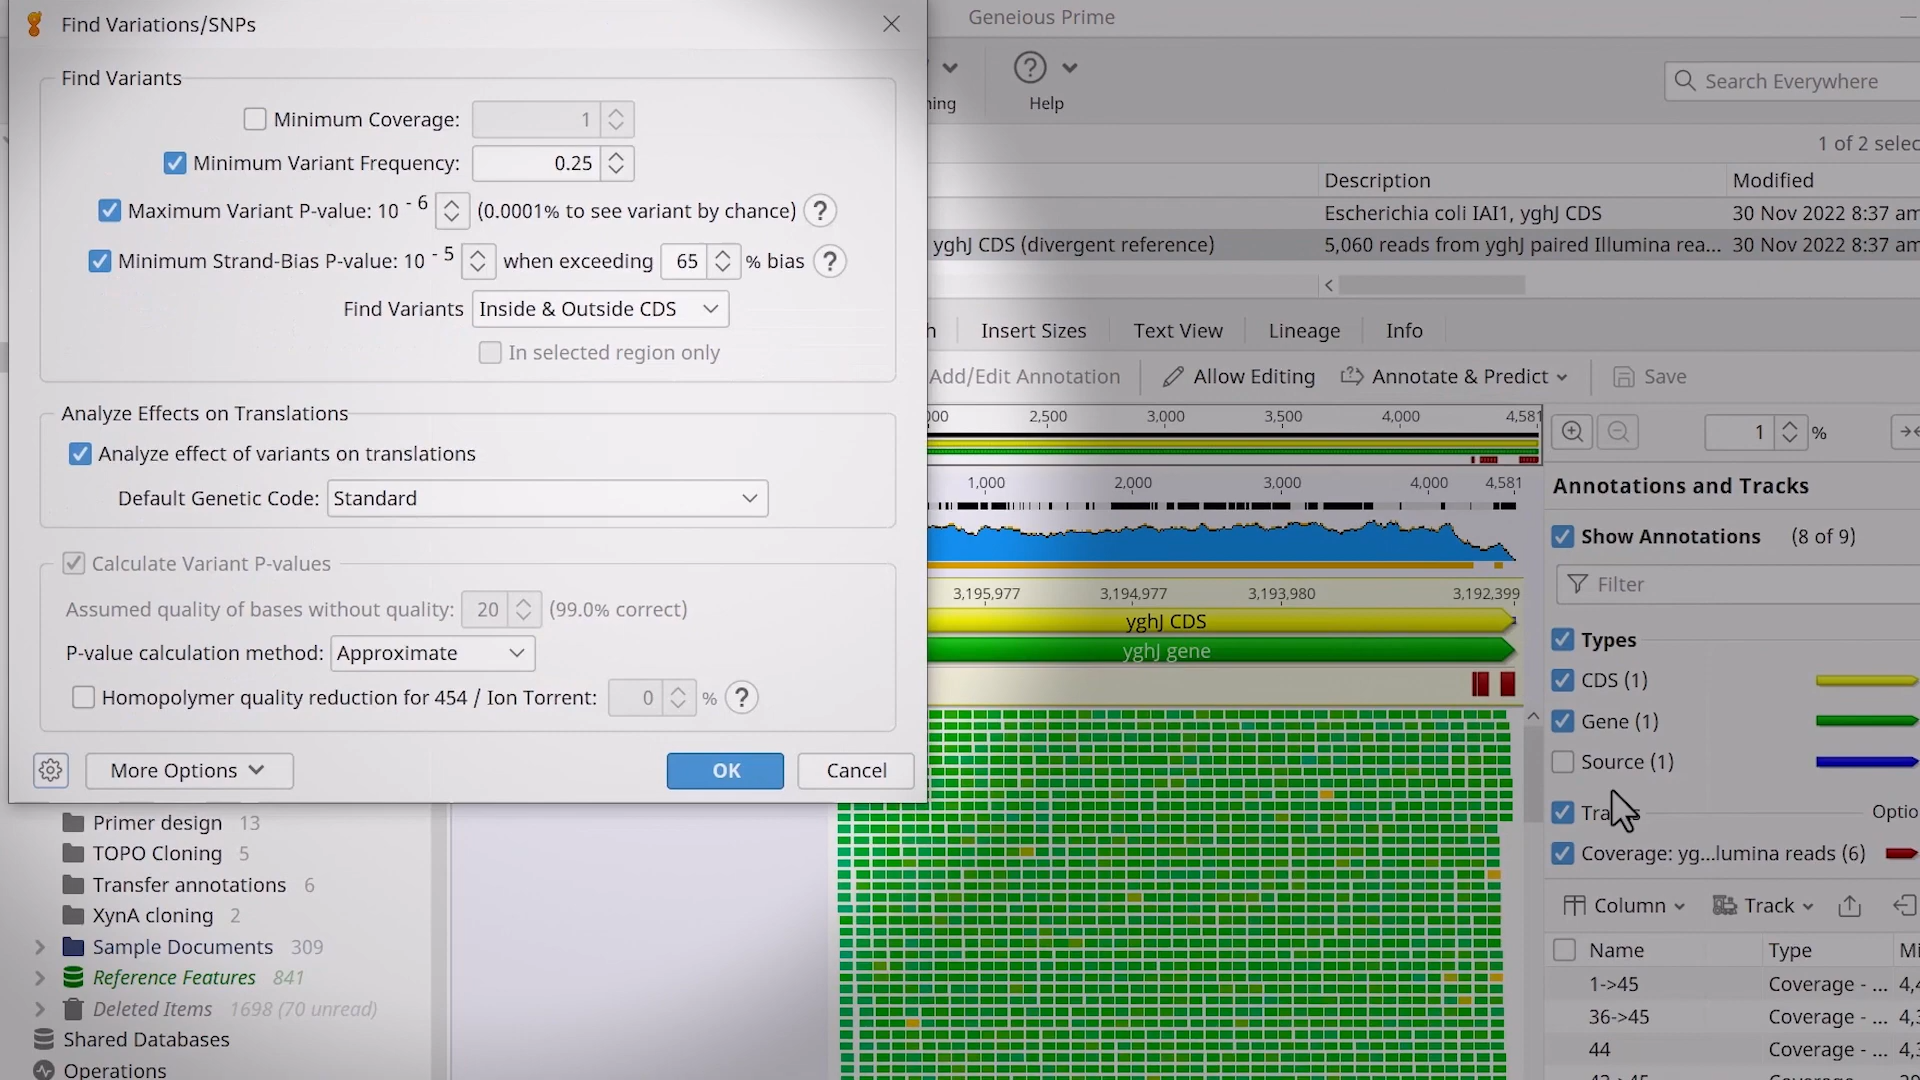 Find Variations/SNPs
Find Variants
Minimum Coverage: 1
Minimum Variant Frequency: 0.25
Maximum Variant P-value: 10 - 6 (0.0001% to see variant by chance) ?
Minimum Strand-Bias P-value: 10 - 5 when exceeding 65 % bias ?
Find Variants Inside & Outside CDS
In selected region only
Analyze Effects on Translations
Analyze effect of variants on translations
Default Genetic Code: Standard
Calculate Variant P-values
Assumed quality of bases without quality: 20 (99.0% correct)
P-value calculation method: Approximate
Homopolymer quality reduction for 454 / Ion Torrent: 0 % ?
More Options OK Cancel
Primer design 13
TOPO Cloning 5
Transfer annotations 6
XynA cloning 2
Sample Documents 309
Reference Features 841
Deleted Items 1698 (70 unread)
Shared Databases
Operations
Geneious Prime
? Search Everywhere
ning Help
1 of 2 selec
Description Modified
Escherichia coli IAI1, yghJ CDS 30 Nov 2022 8:37 am
yghJ CDS (divergent reference) 5,060 reads from yghJ paired Illumina rea... 30 Nov 2022 8:37 am
h Insert Sizes Text View Lineage Info
Add/Edit Annotation Allow Editing Annotate & Predict Save
000 2,500 3,000 3,500 4,000 4,581
1,000 2,000 3,000 4,000 4,581
3,195,977 3,194,977 3,193,980 3,192,399
yghJ CDS
yghJ gene
1 %
Annotations and Tracks
Show Annotations (8 of 9)
Filter
Types
CDS (1)
Gene (1)
Source (1)
Tra s Optio
Coverage: yg...lumina reads (6)
Column Track
Name Type Mi
1->45 Coverage - ... 4,4
36->45 Coverage - ... 4,3
44 Coverage - ... 4,3